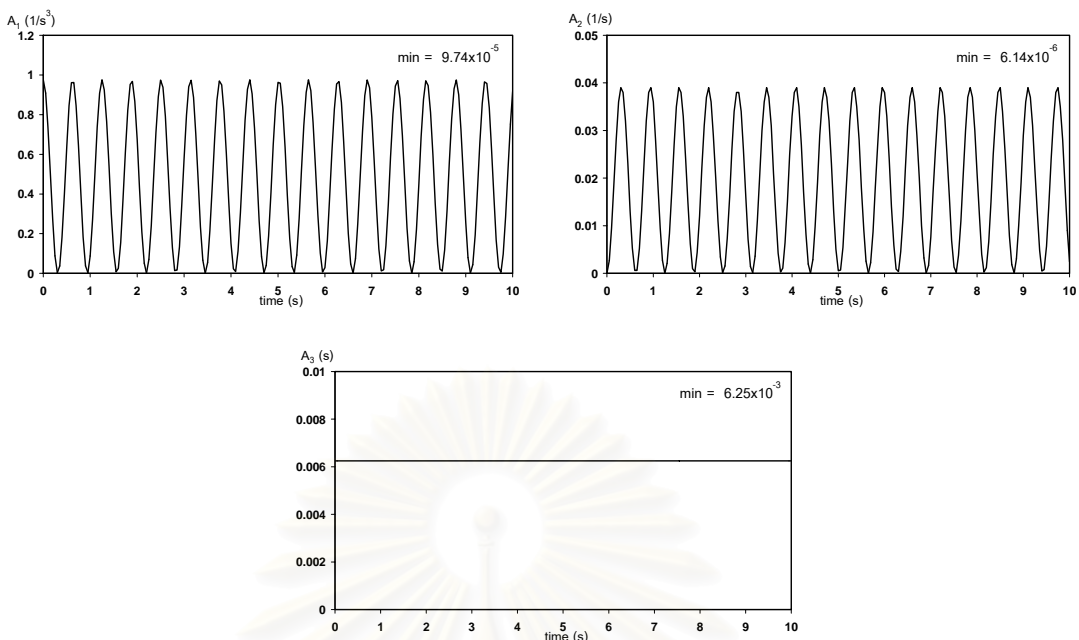 A₁ (1/s³)
1.2
1
0.8
0.6
0.4
0.2
0
min = 9.74x10⁻⁵
0 1 2 3 4 5 6 7 8 9 10
time (s)
A₂ (1/s)
0.05
0.04
0.03
0.02
0.01
0
min = 6.14x10⁻⁶
0 1 2 3 4 5 6 7 8 9 10
time (s)
A₃ (s)
0.01
0.008
0.006
0.004
0.002
0
min = 6.25x10⁻³
0 1 2 3 4 5 6 7 8 9 10
time (s)